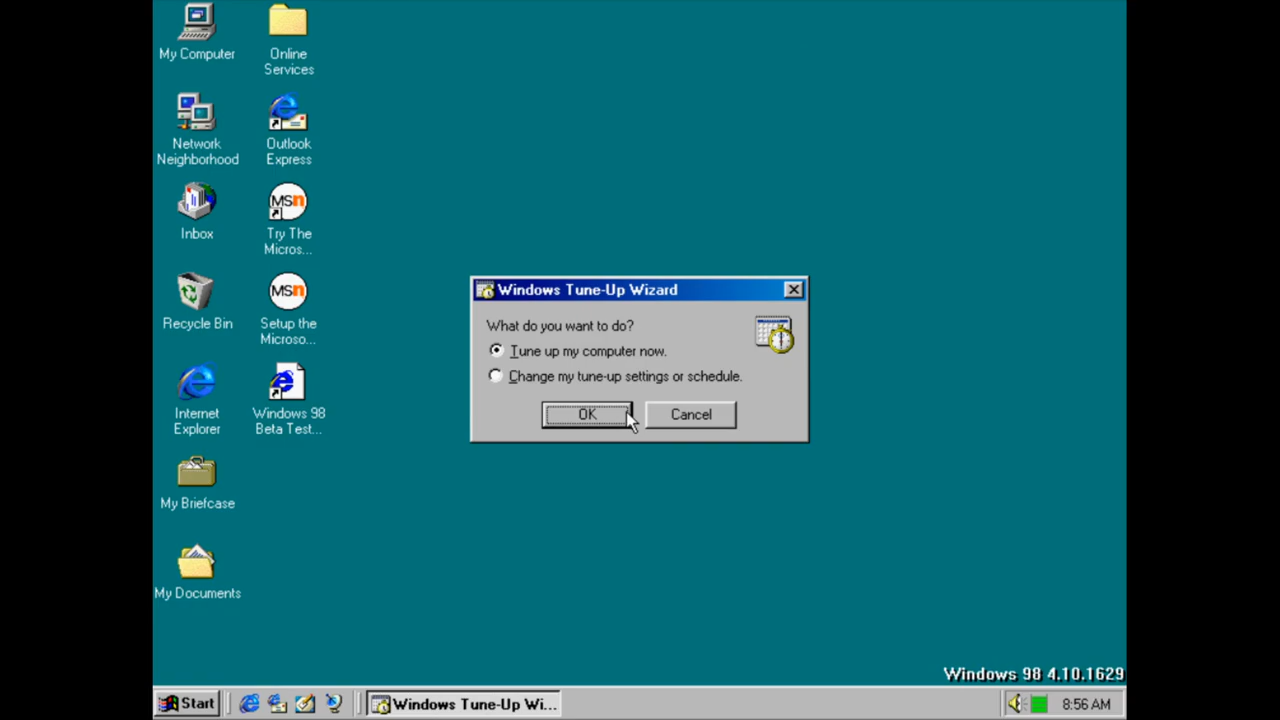 My Computer
Online
Services
Network
Neighborhood
Outlook
Express
Inbox
MSn
Try The
Micros...
Recycle Bin
MSn
Setup the
Microso...
Internet
Explorer
Windows 98
Beta Test...
My Briefcase
My Documents
Windows Tune-Up Wizard
What do you want to do?
Tune up my computer now.
Change my tune-up settings or schedule.
OK
Cancel
Windows 98 4.10.1629
Start
Windows Tune-Up Wi...
8:56 AM